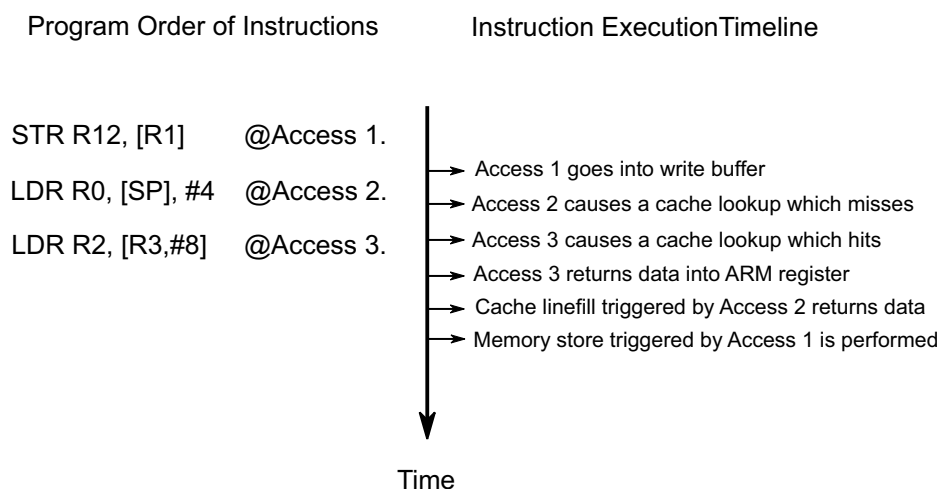 Program Order of Instructions
Instruction ExecutionTimeline
STR R12, [R1] @Access 1.
LDR R0, [SP], #4 @Access 2.
LDR R2, [R3,#8] @Access 3.
Access 1 goes into write buffer
Access 2 causes a cache lookup which misses
Access 3 causes a cache lookup which hits
Access 3 returns data into ARM register
Cache linefill triggered by Access 2 returns data
Memory store triggered by Access 1 is performed
Time